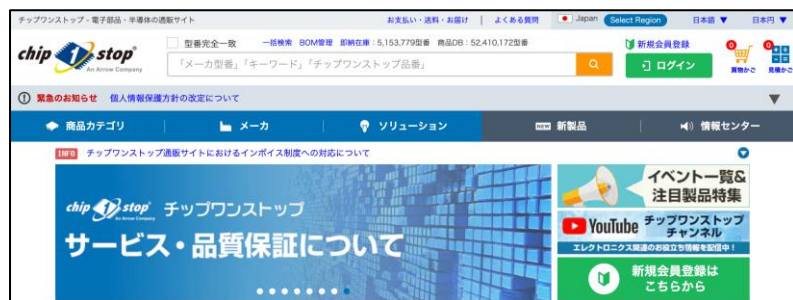 チップワンストップ - 電子部品・半導体の通販サイト
お支払い・送料・お届け | よくある質問
Japan Select Region 日本語 ▼ 日本円 ▼
chip 1 stop
An Arrow Company
型番完全一致 一括検索 BOM管理 即納在庫：5,153,779型番 商品DB：52,410,172型番
「メーカ型番」「キーワード」「チップワンストップ品番」
新規会員登録
ログイン
0 買物かご
0 見積かご
緊急のお知らせ 個人情報保護方針の改定について ▼
商品カテゴリ メーカ ソリューション NEW 新製品 情報センター
INFO チップワンストップ通販サイトにおけるインボイス制度への対応について
chip 1 stop
An Arrow Company
チップワンストップ
サービス・品質保証について
イベント一覧&
注目製品特集
YouTube チップワンストップ
チャンネル
エレクトロニクス関連のお役立ち情報を配信中！
新規会員登録は
こちらから